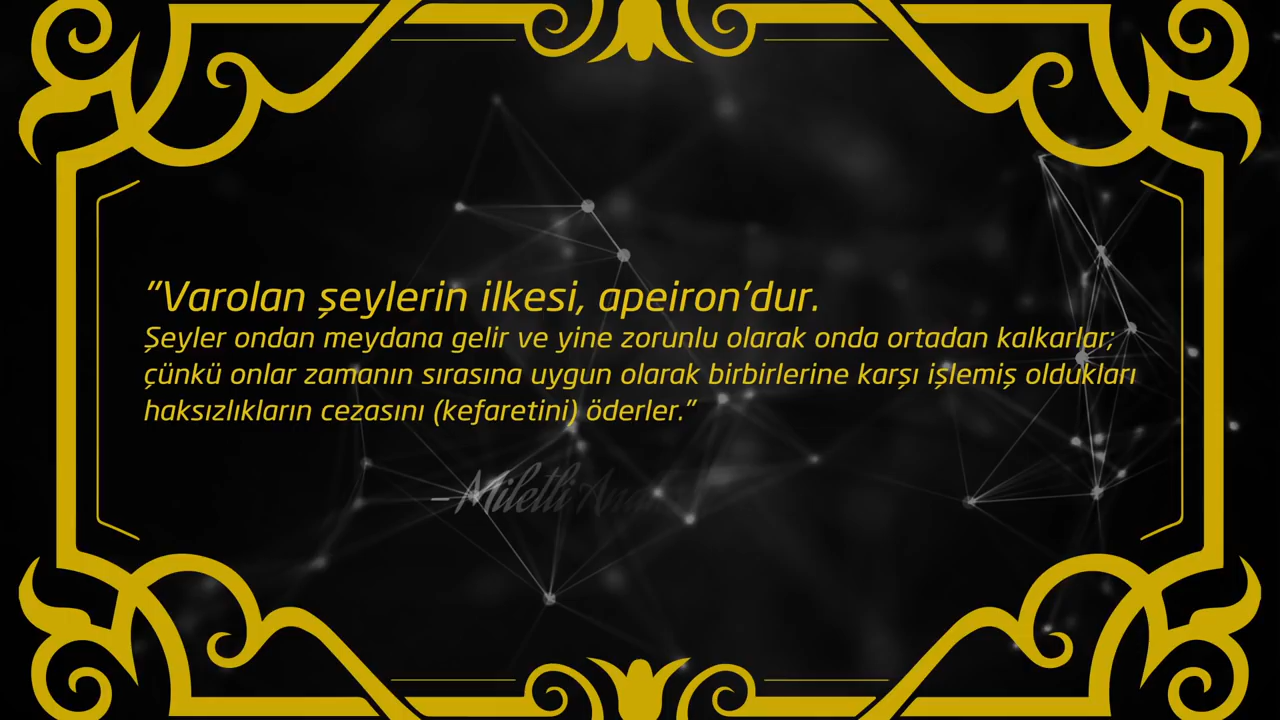 "Varolan şeylerin ilkesi, apeiron'dur.
Şeyler ondan meydana gelir ve yine zorunlu olarak onda ortadan kalkarlar;
çünkü onlar zamanın sırasına uygun olarak birbirlerine karşı işlemiş oldukları
haksızlıkların cezasını (kefaretini) öderler."
– Miletli